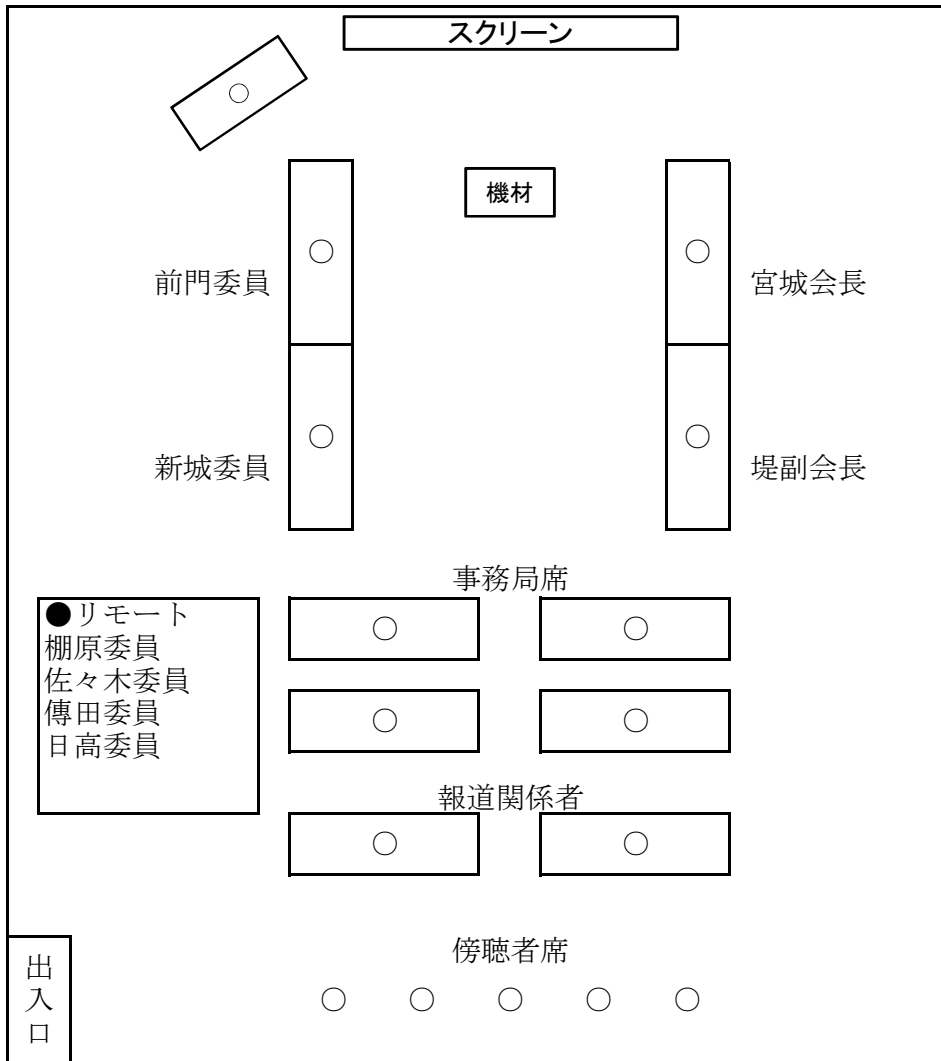 スクリーン
機材
前門委員
宮城会長
新城委員
堤副会長
事務局席
●リモート
棚原委員
佐々木委員
傳田委員
日高委員
報道関係者
傍聴者席
出入口